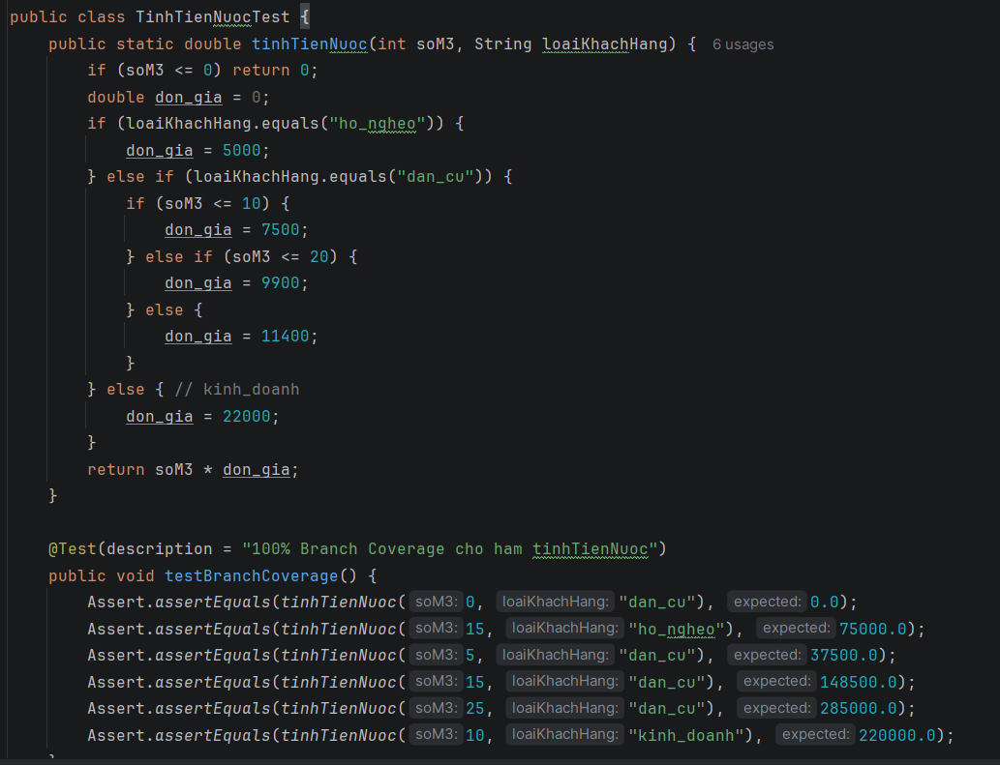 public class TinhTienNuocTest {
public static double tinhTienNuoc(int soM3, String loaiKhachHang) { 6 usages
if (soM3 <= 0) return 0;
double don_gia = 0;
if (loaiKhachHang.equals("ho_ngheo")) {
don_gia = 5000;
} else if (loaiKhachHang.equals("dan_cu")) {
if (soM3 <= 10) {
don_gia = 7500;
} else if (soM3 <= 20) {
don_gia = 9900;
} else {
don_gia = 11400;
}
} else { // kinh_doanh
don_gia = 22000;
}
return soM3 * don_gia;
}
@Test(description = "100% Branch Coverage cho ham tinhTienNuoc")
public void testBranchCoverage() {
Assert.assertEquals(tinhTienNuoc( soM3: 0, loaiKhachHang: "dan_cu"), expected: 0.0);
Assert.assertEquals(tinhTienNuoc( soM3: 15, loaiKhachHang: "ho_ngheo"), expected: 75000.0);
Assert.assertEquals(tinhTienNuoc( soM3: 5, loaiKhachHang: "dan_cu"), expected: 37500.0);
Assert.assertEquals(tinhTienNuoc( soM3: 15, loaiKhachHang: "dan_cu"), expected: 148500.0);
Assert.assertEquals(tinhTienNuoc( soM3: 25, loaiKhachHang: "dan_cu"), expected: 285000.0);
Assert.assertEquals(tinhTienNuoc( soM3: 10, loaiKhachHang: "kinh_doanh"), expected: 220000.0);